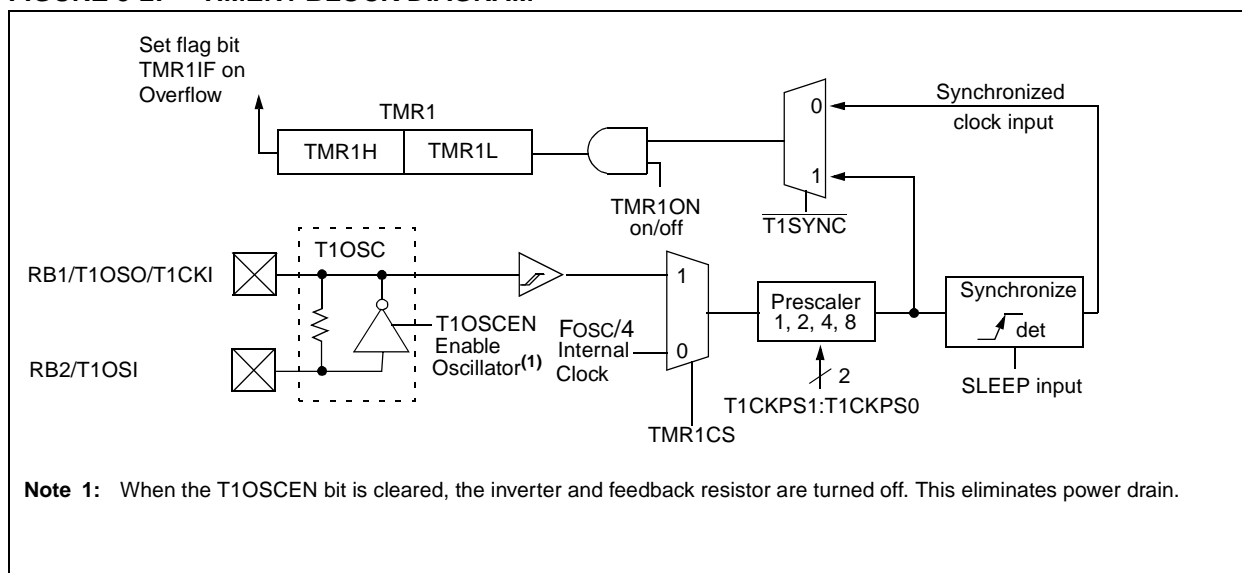 Set flag bit
TMR1IF on
Overflow
TMR1
TMR1H
TMR1L
0
1
Synchronized
clock input
TMR1ON
on/off
T1SYNC
T1OSC
RB1/T1OSO/T1CKI
RB2/T1OSI
T1OSCEN
Enable
Oscillator(1)
FOSC/4
Internal
Clock
1
0
TMR1CS
Prescaler
1, 2, 4, 8
2
T1CKPS1:T1CKPS0
Synchronize
det
SLEEP input
Note 1: When the T1OSCEN bit is cleared, the inverter and feedback resistor are turned off. This eliminates power drain.